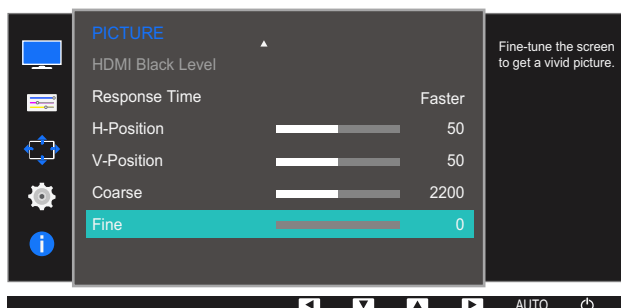 PICTURE
HDMI Black Level
Response Time Faster
H-Position 50
V-Position 50
Coarse 2200
Fine 0
Fine-tune the screen
to get a vivid picture.
i
AUTO